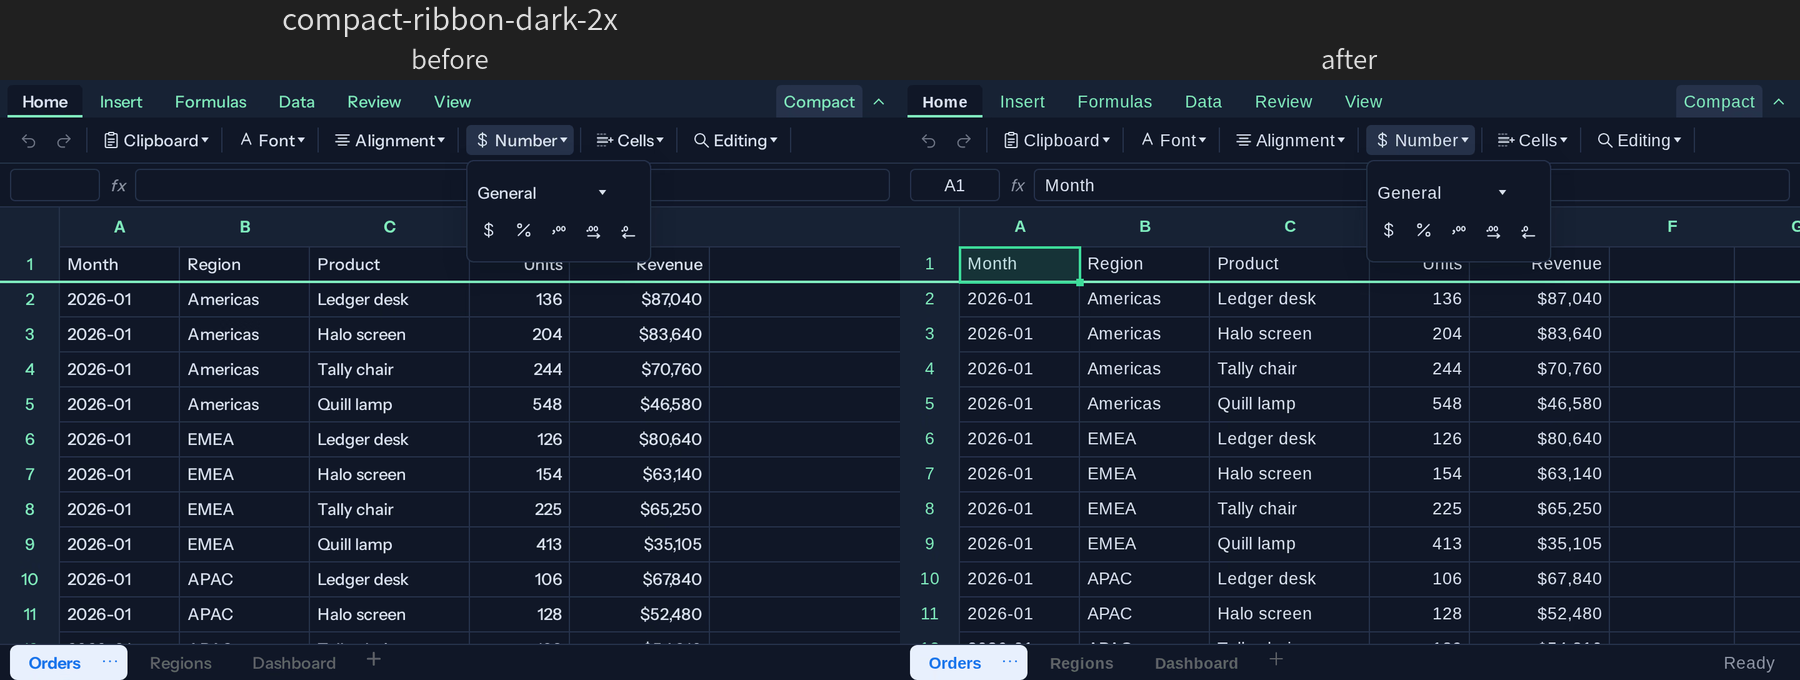 compact-ribbon-dark-2x
before after
Home Insert Formulas Data Review View Compact Home Insert Formulas Data Review View Compact
Clipboard Font Alignment $ Number Cells Editing Clipboard Font Alignment $ Number Cells Editing
fx A1 fx Month
General General
A B C A B C F
$ % $ %
1 Month Region Product Units Revenue 1 Month Region Product Units Revenue
2 2026-01 Americas Ledger desk 136 $87,040 2 2026-01 Americas Ledger desk 136 $87,040
3 2026-01 Americas Halo screen 204 $83,640 3 2026-01 Americas Halo screen 204 $83,640
4 2026-01 Americas Tally chair 244 $70,760 4 2026-01 Americas Tally chair 244 $70,760
5 2026-01 Americas Quill lamp 548 $46,580 5 2026-01 Americas Quill lamp 548 $46,580
6 2026-01 EMEA Ledger desk 126 $80,640 6 2026-01 EMEA Ledger desk 126 $80,640
7 2026-01 EMEA Halo screen 154 $63,140 7 2026-01 EMEA Halo screen 154 $63,140
8 2026-01 EMEA Tally chair 225 $65,250 8 2026-01 EMEA Tally chair 225 $65,250
9 2026-01 EMEA Quill lamp 413 $35,105 9 2026-01 EMEA Quill lamp 413 $35,105
10 2026-01 APAC Ledger desk 106 $67,840 10 2026-01 APAC Ledger desk 106 $67,840
11 2026-01 APAC Halo screen 128 $52,480 11 2026-01 APAC Halo screen 128 $52,480
Orders ... Regions Dashboard + Orders ... Regions Dashboard + Ready